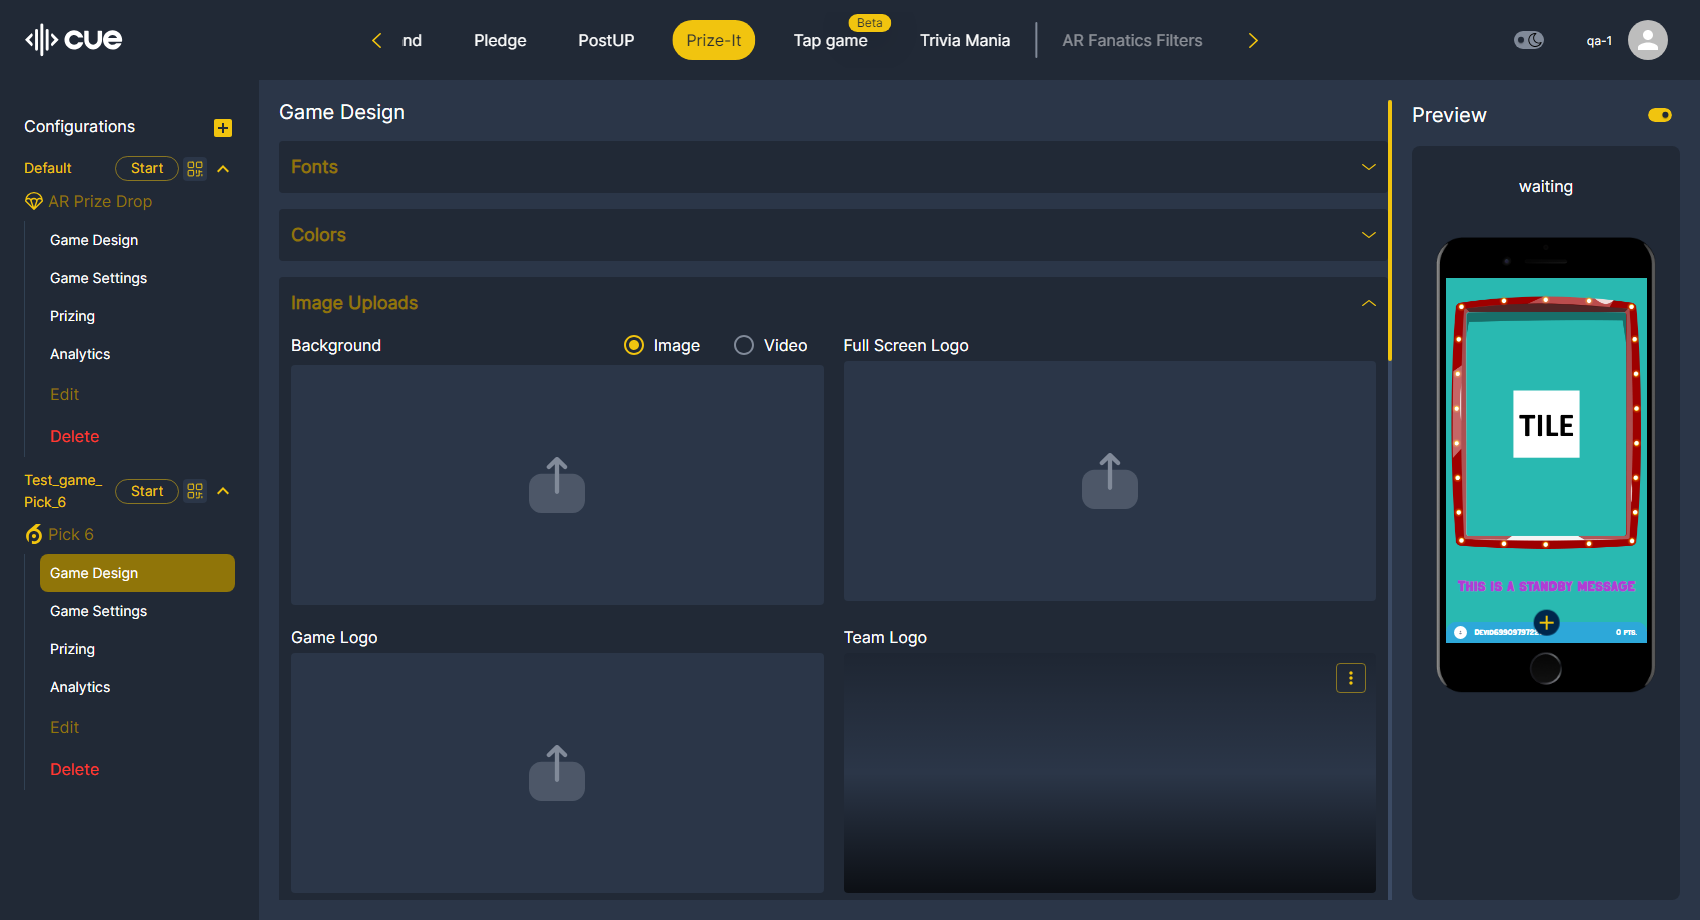 cue
nd
Pledge
PostUP
Prize-It
Beta
Tap game
Trivia Mania
AR Fanatics Filters
qa-1
Configurations
Default
Start
AR Prize Drop
Game Design
Game Settings
Prizing
Analytics
Edit
Delete
Test_game_
Pick_6
Start
Pick 6
Game Design
Game Settings
Prizing
Analytics
Edit
Delete
Game Design
Fonts
Colors
Image Uploads
Background
Image
Video
Full Screen Logo
Game Logo
Team Logo
Preview
waiting
TILE
This is a standby message
0 pts.